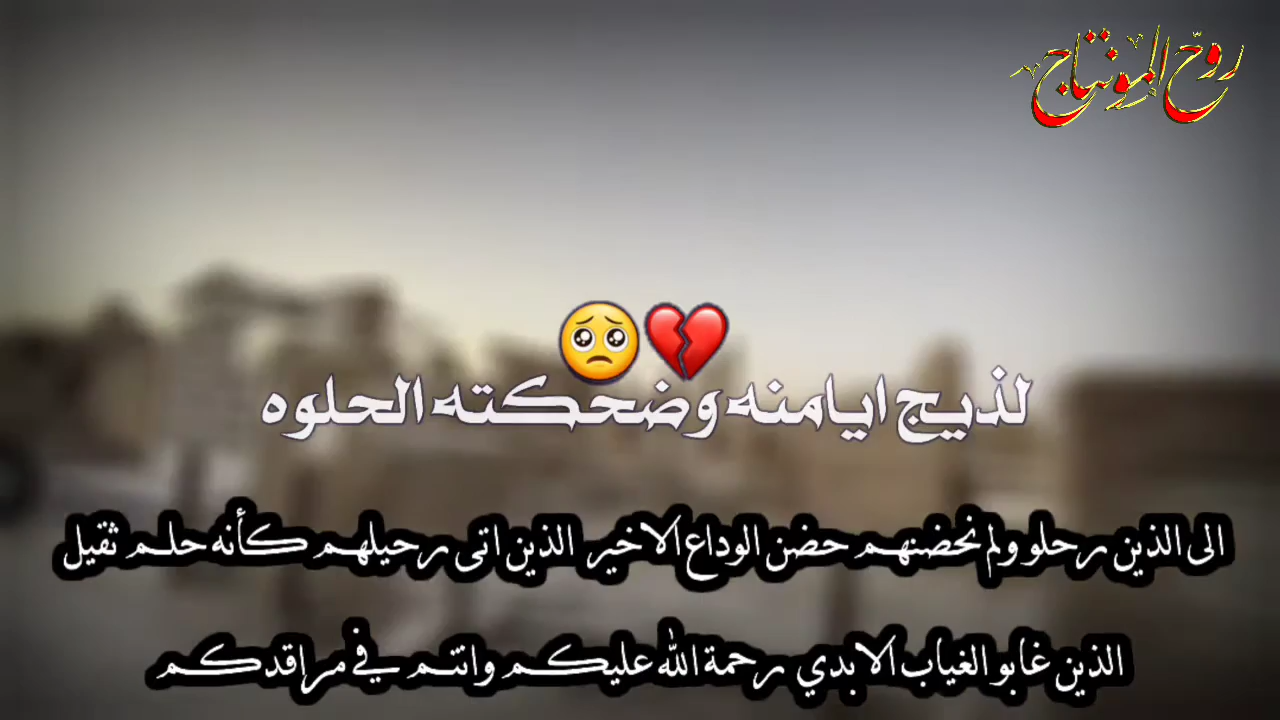 روح المونتاج
🥺💔
لذيج ايامنه وضحكته الحلوه
الى الذين رحلو ولم نحضنهم حضن الوداع الاخير الذين اتى رحيلهم كأنه حلم ثقيل
الذين غابو الغياب الابدي رحمة الله عليكم وانتم في مراقدكم